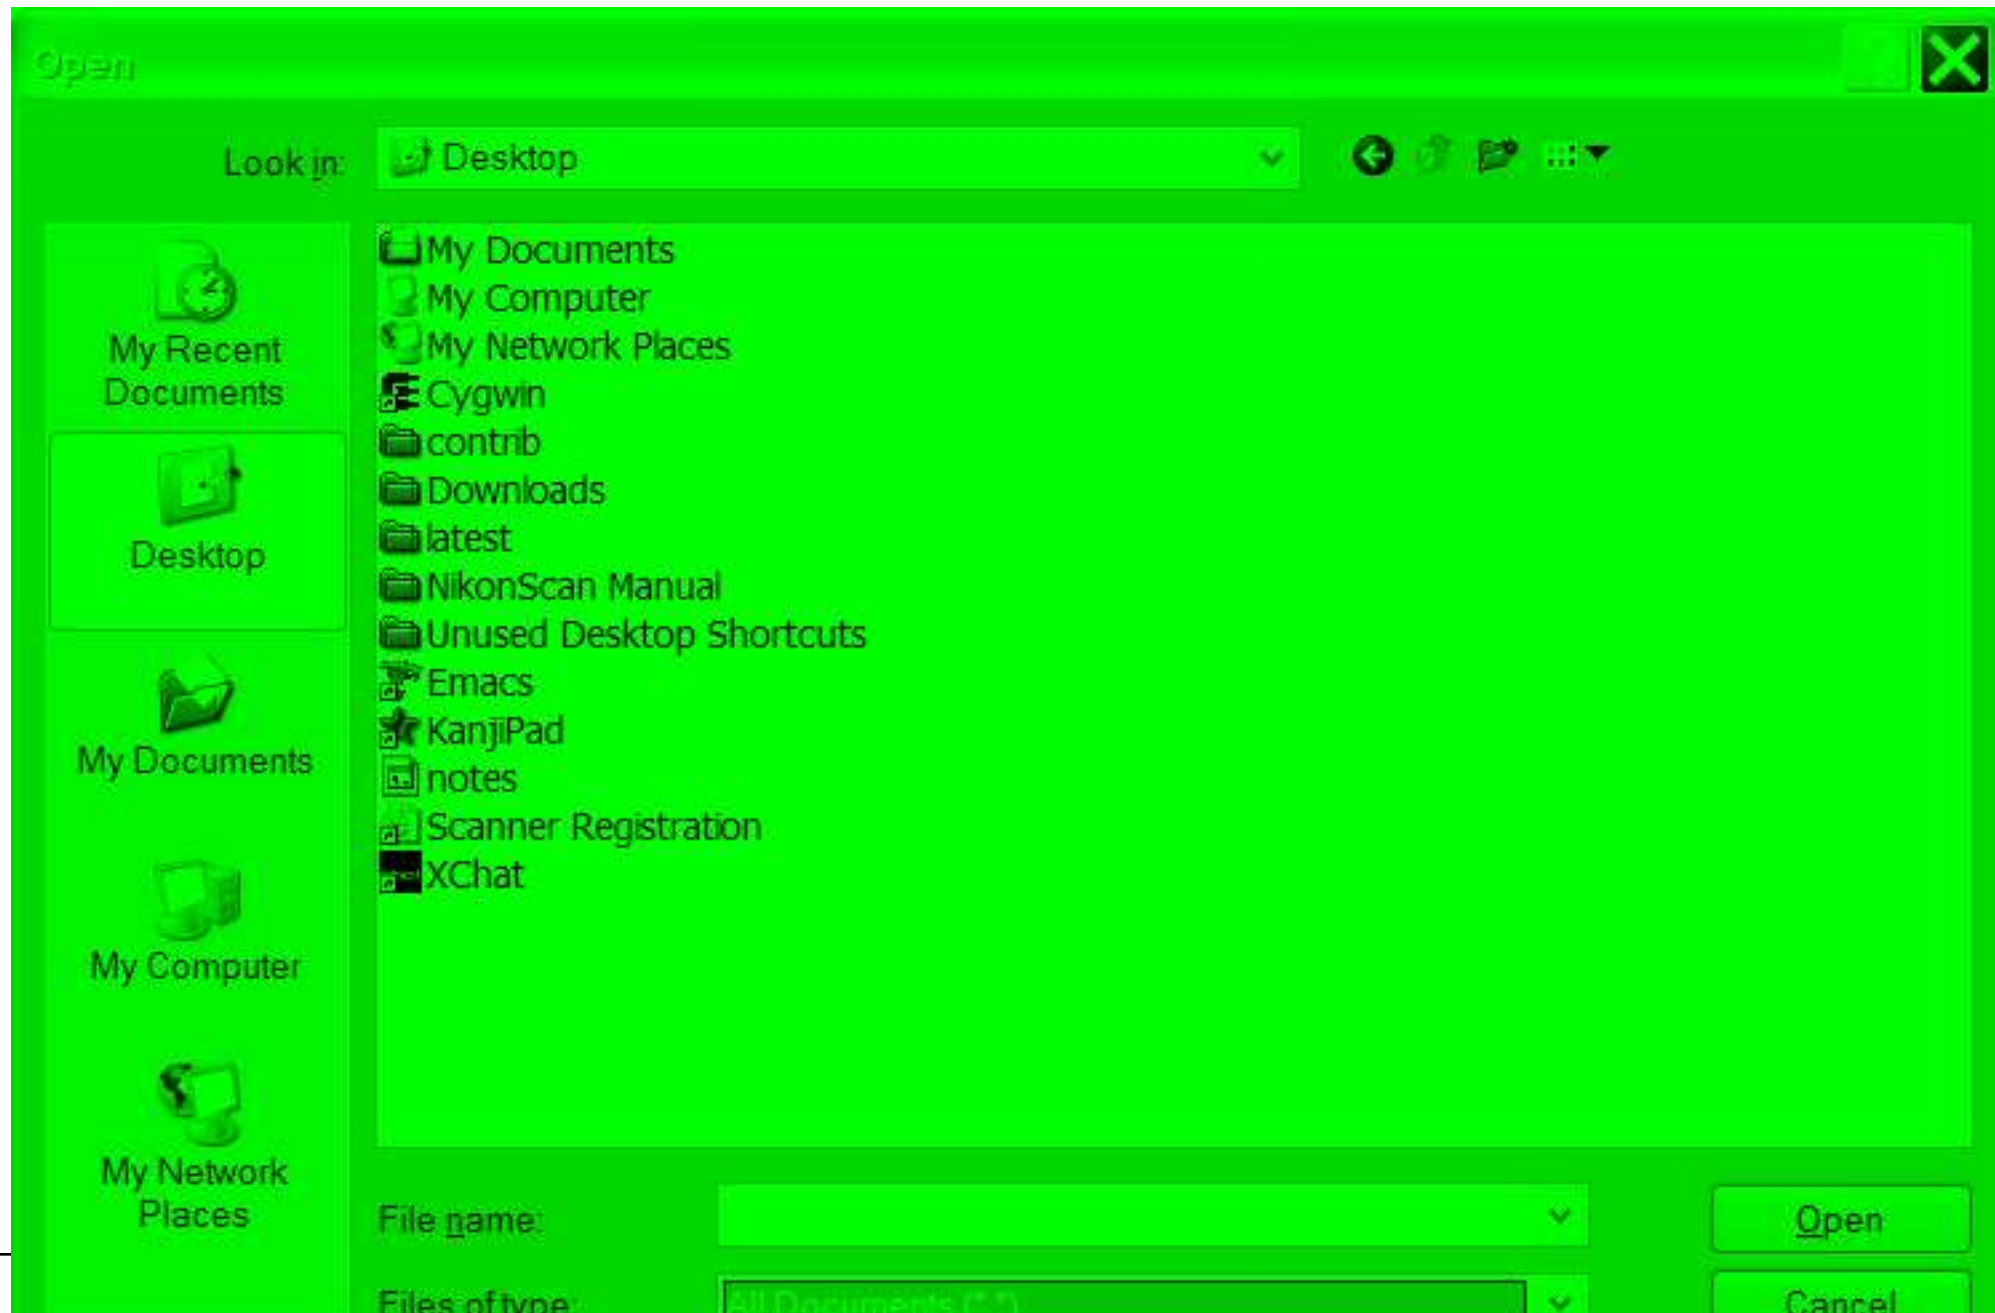 Open
Look in: Desktop
My Recent
Documents
Desktop
My Documents
My Computer
My Network
Places
My Documents
My Computer
My Network Places
Cygwin
contrib
Downloads
latest
NikonScan Manual
Unused Desktop Shortcuts
Emacs
KanjiPad
notes
Scanner Registration
XChat
File name:
Open
Files of type: All Documents (*.*)
Cancel